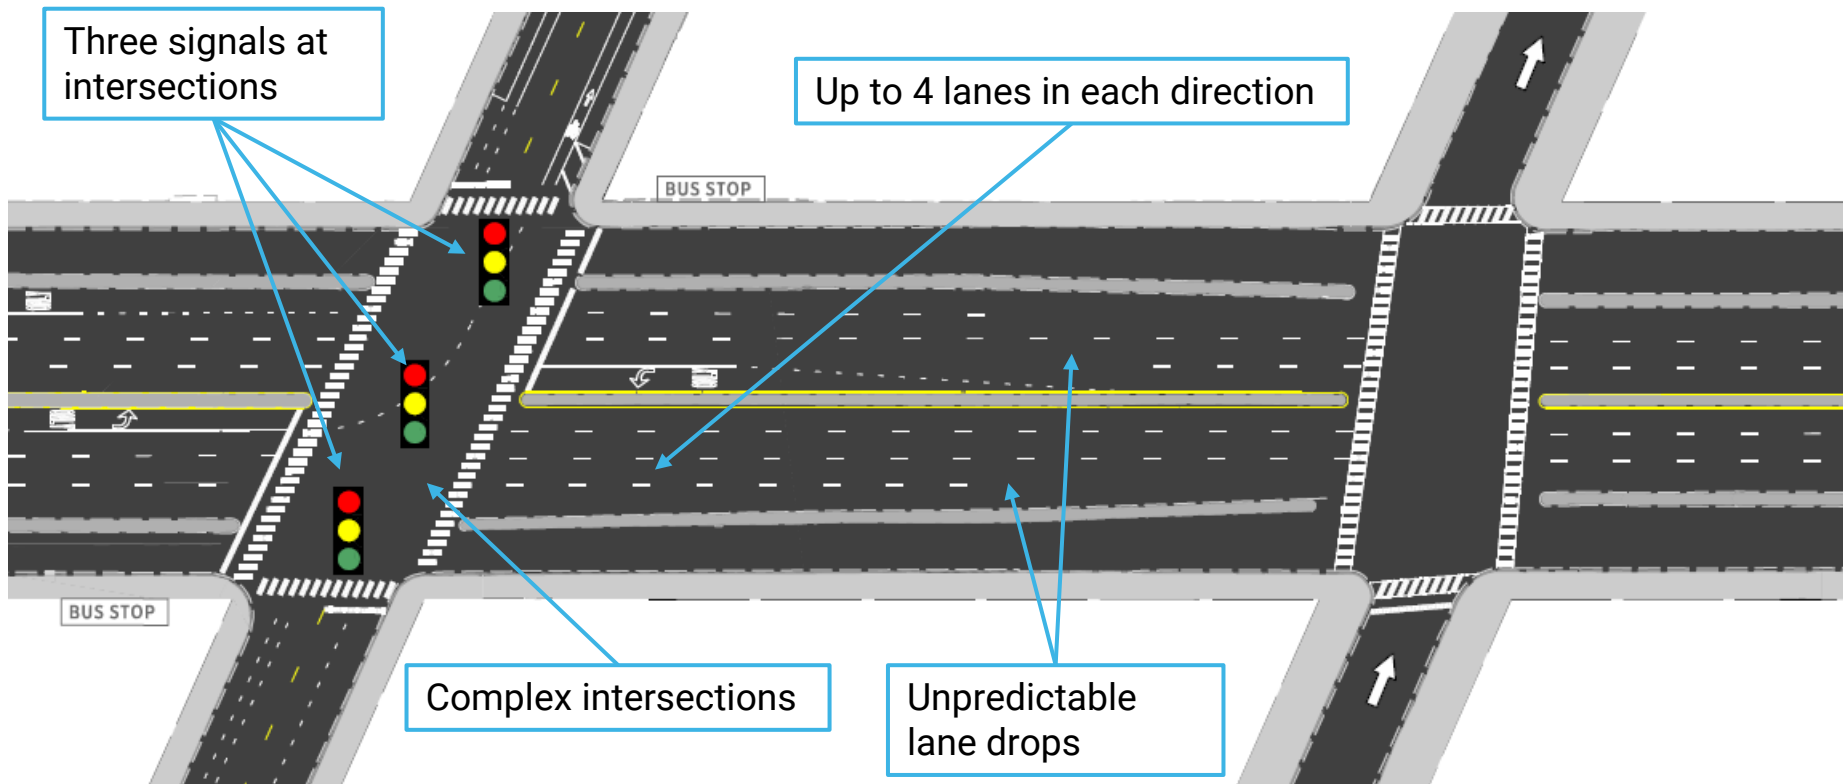 Three signals at
intersections
Up to 4 lanes in each direction
BUS STOP
BUS STOP
Complex intersections
Unpredictable
lane drops